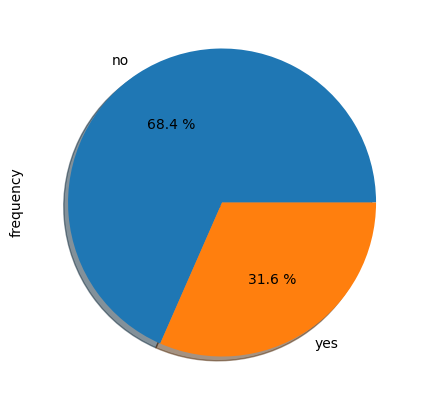 no
68.4 %
frequency
31.6 %
yes